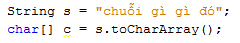 String s = "chuỗi gì gì đó";
char[] c = s.toCharArray();